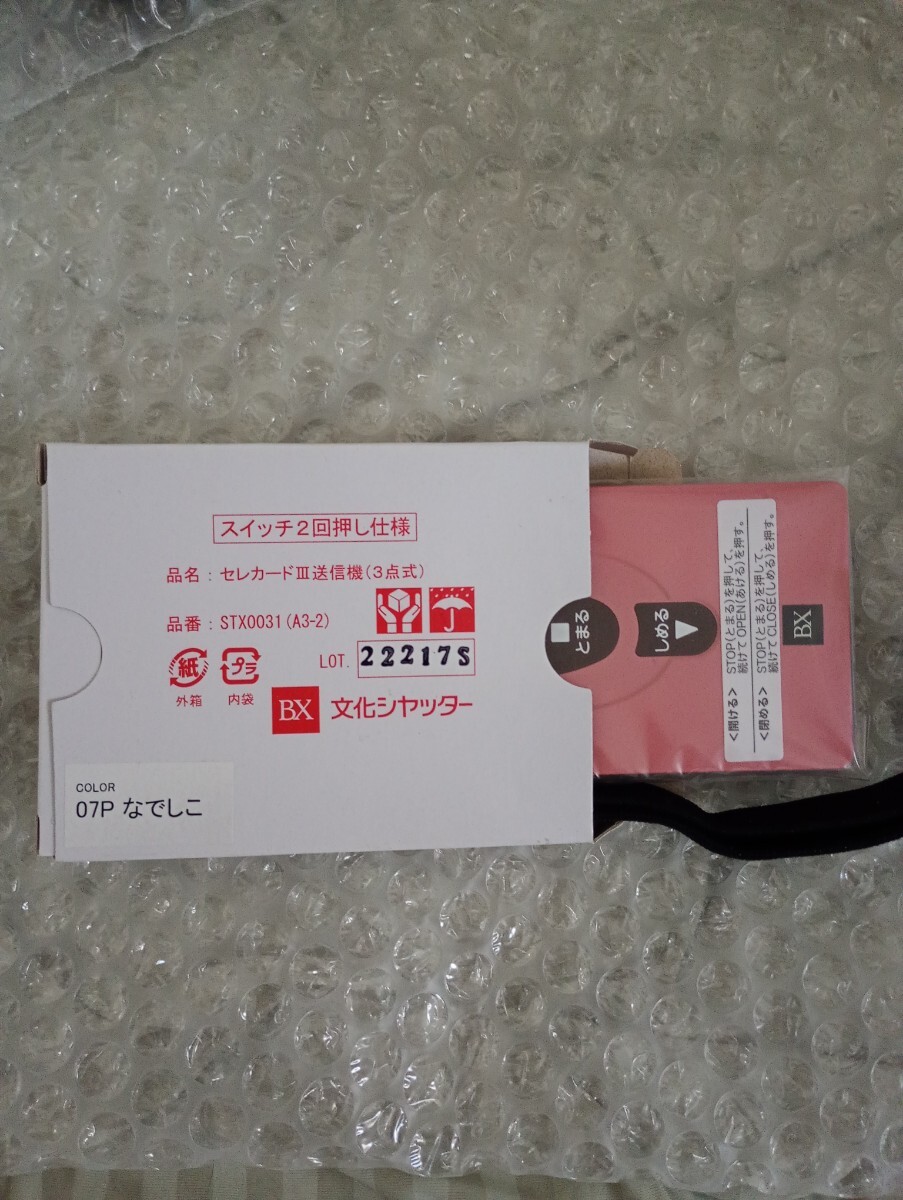 スイッチ2回押し仕様
品名：セレカードⅢ送信機(3点式)
品番：STX0031(A3-2)
LOT. 22217S
紙
外箱
プラ
内袋
BX 文化シヤッター
COLOR
07P なでしこ
とまる
しめる
<開ける> STOP(とまる)を押して、
続けてOPEN(あける)を押す。
<閉める> STOP(とまる)を押して、
続けてCLOSE(しめる)を押す。
BX